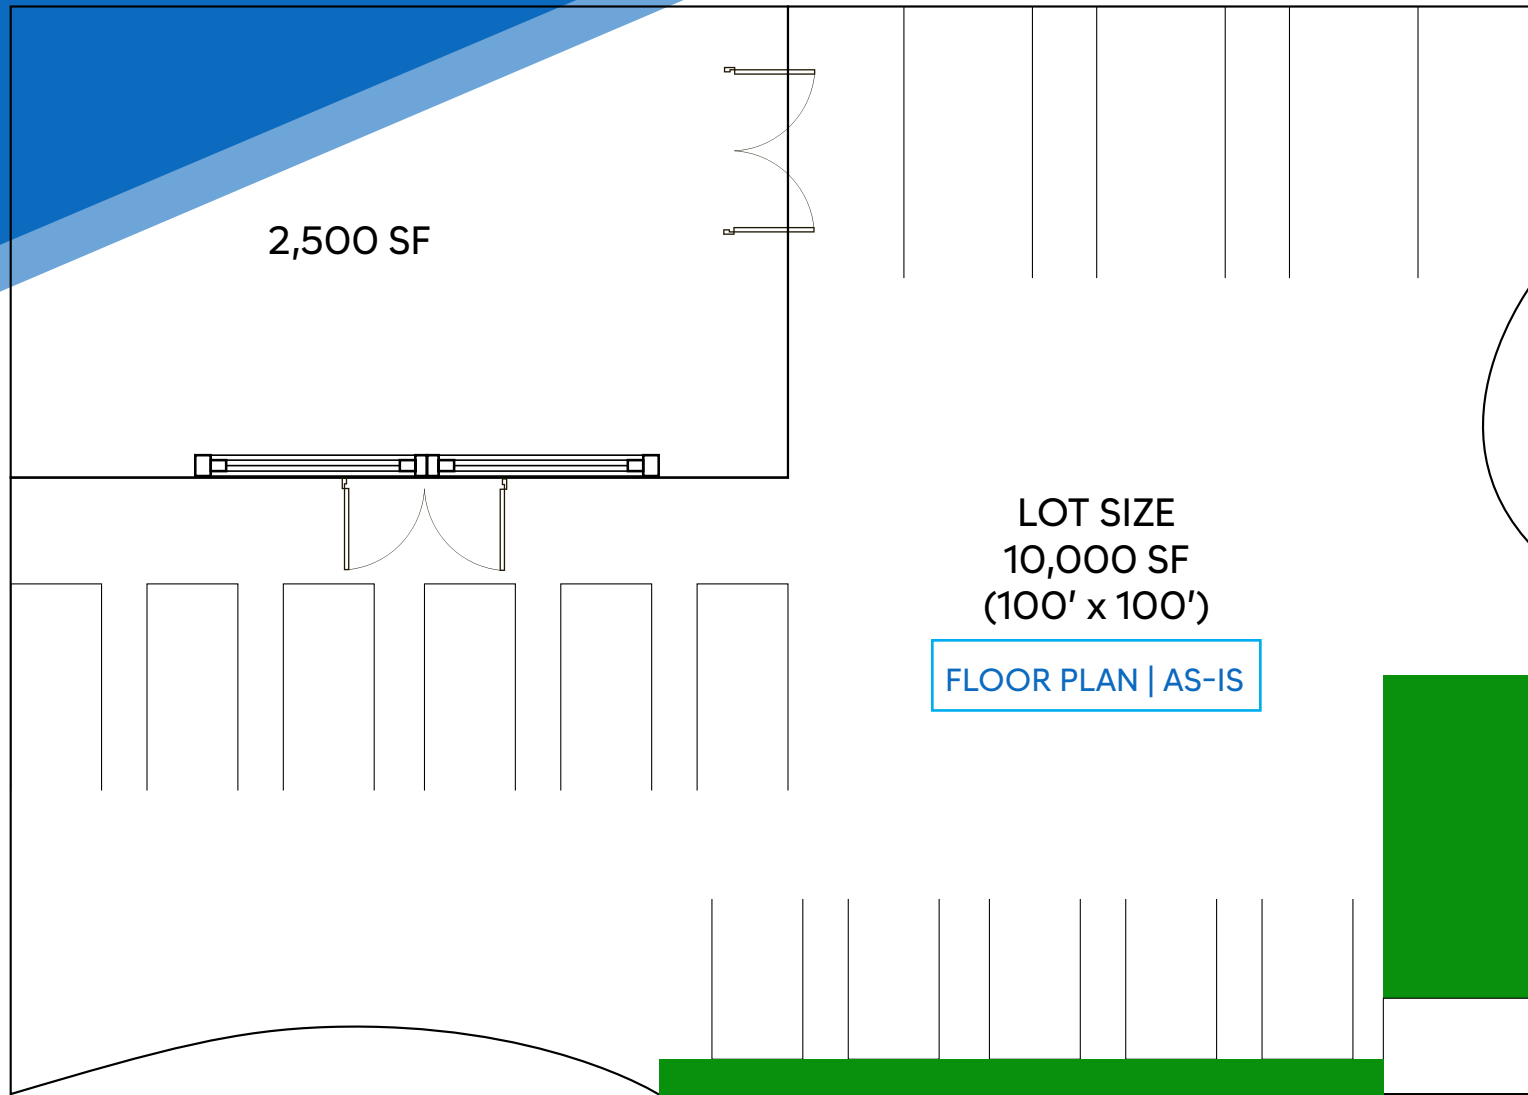 2,500 SF
LOT SIZE
10,000 SF
(100' x 100')
FLOOR PLAN | AS-IS